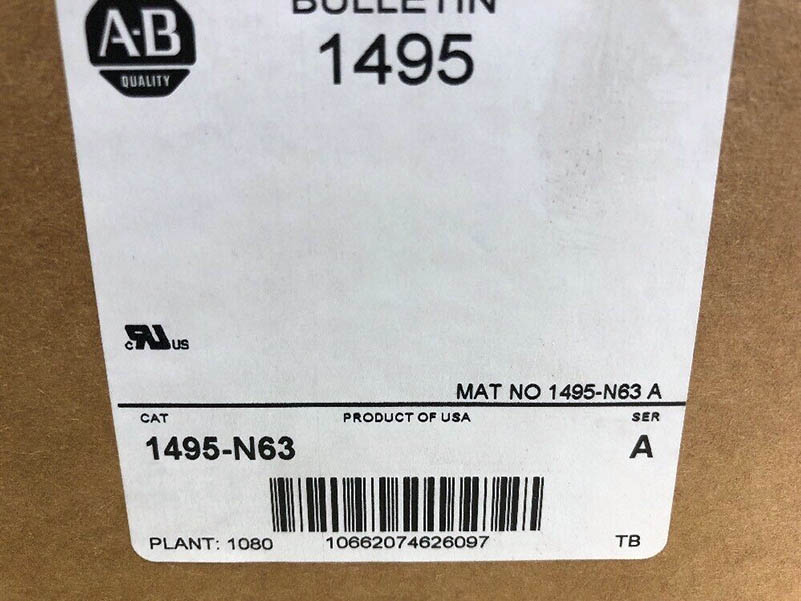 BULLETIN
A-B
QUALITY
1495
c RU US
MAT NO 1495-N63 A
CAT PRODUCT OF USA SER
1495-N63 A
PLANT: 1080 10662074626097 TB